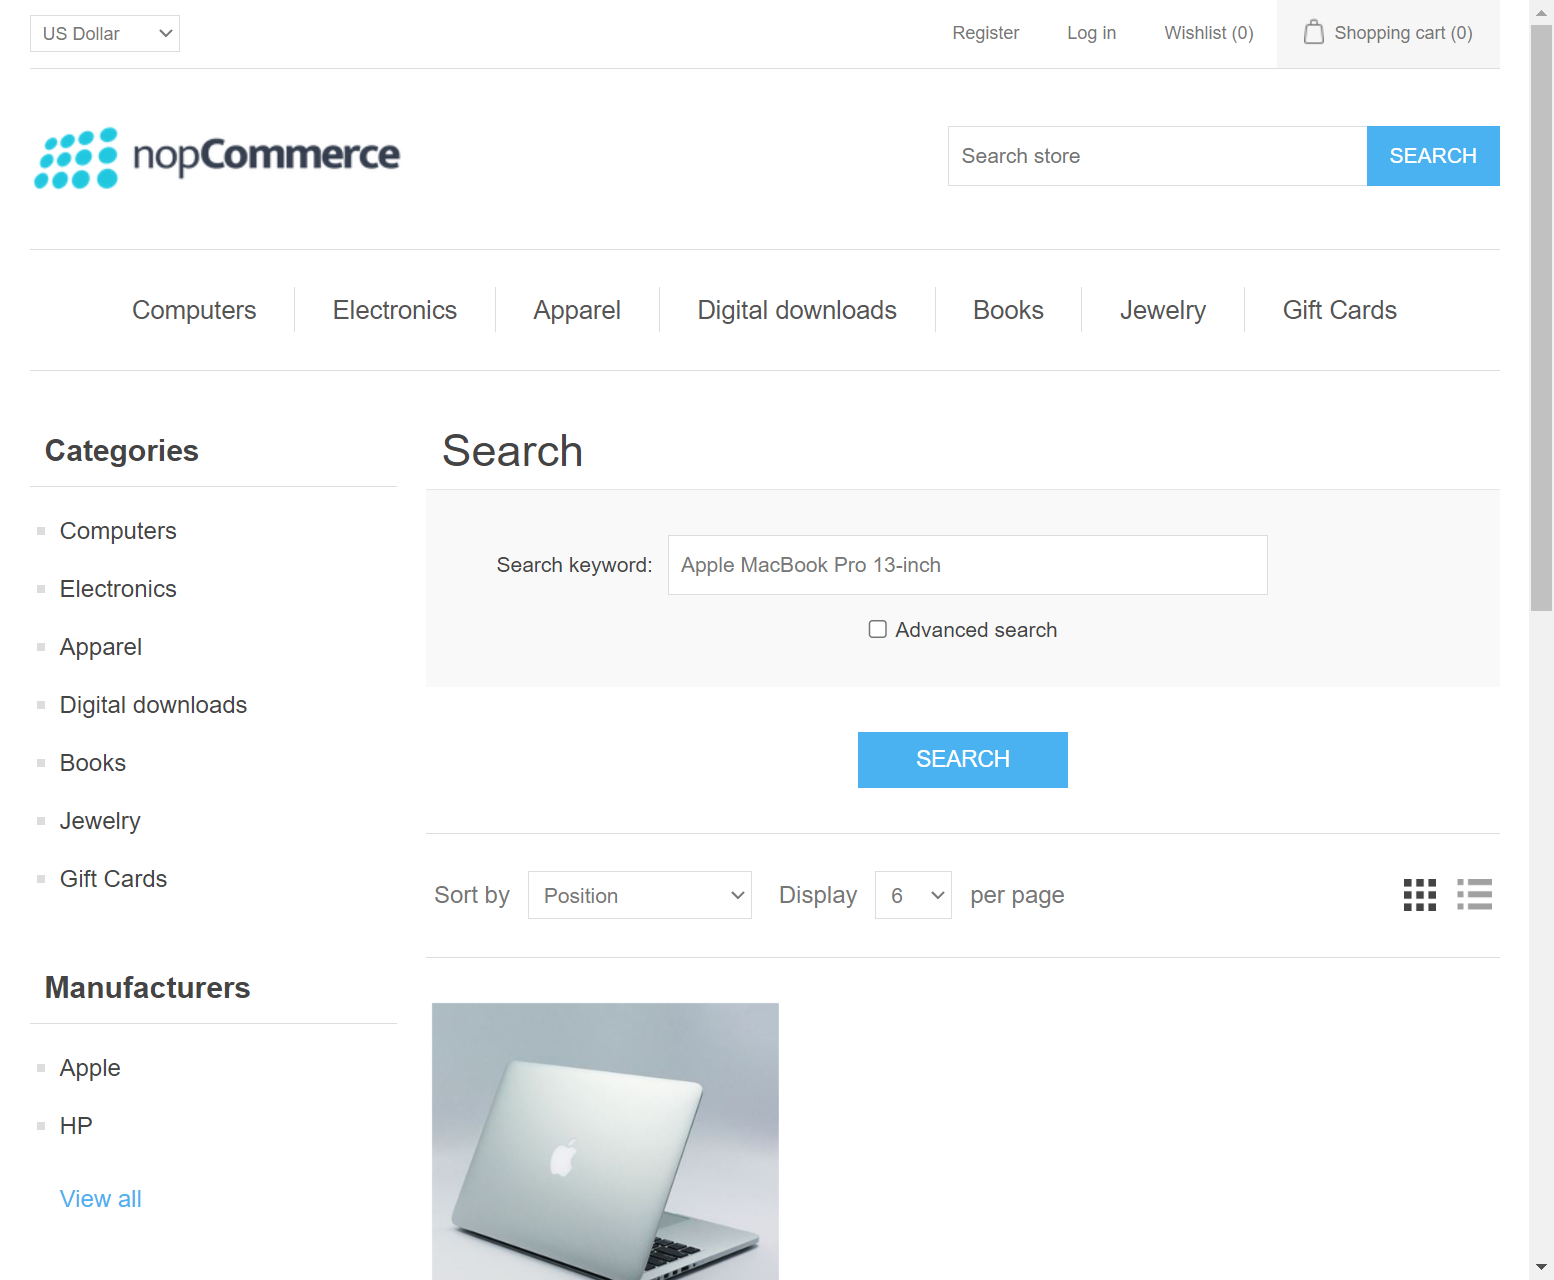 US Dollar
Register
Log in
Wishlist (0)
Shopping cart (0)
nopCommerce
Search store
SEARCH
Computers
Electronics
Apparel
Digital downloads
Books
Jewelry
Gift Cards
Categories
Computers
Electronics
Apparel
Digital downloads
Books
Jewelry
Gift Cards
Manufacturers
Apple
HP
View all
Search
Search keyword:
Apple MacBook Pro 13-inch
Advanced search
SEARCH
Sort by
Position
Display
6
per page